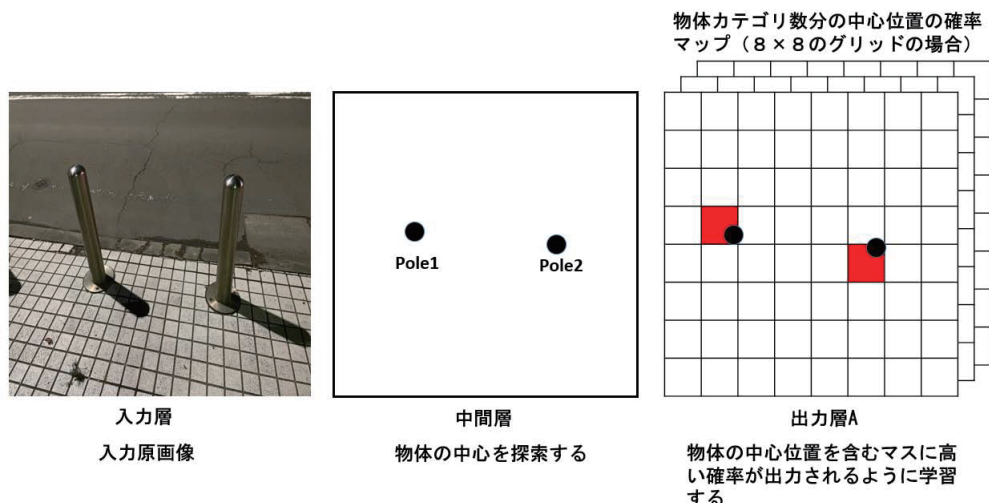 物体カテゴリ数分の中心位置の確率
マップ（８×８のグリッドの場合）
Pole1
Pole2
入力層
中間層
出力層A
入力原画像
物体の中心を探索する
物体の中心位置を含むマスに高
い確率が出力されるように学習
する